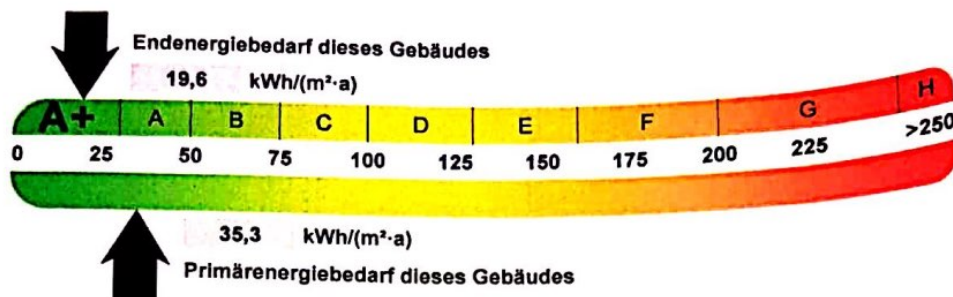 Endenergiebedarf dieses Gebäudes
19,6 kWh/(m²·a)
A+ A B C D E F G H
0 25 50 75 100 125 150 175 200 225 >250
35,3 kWh/(m²·a)
Primärenergiebedarf dieses Gebäudes